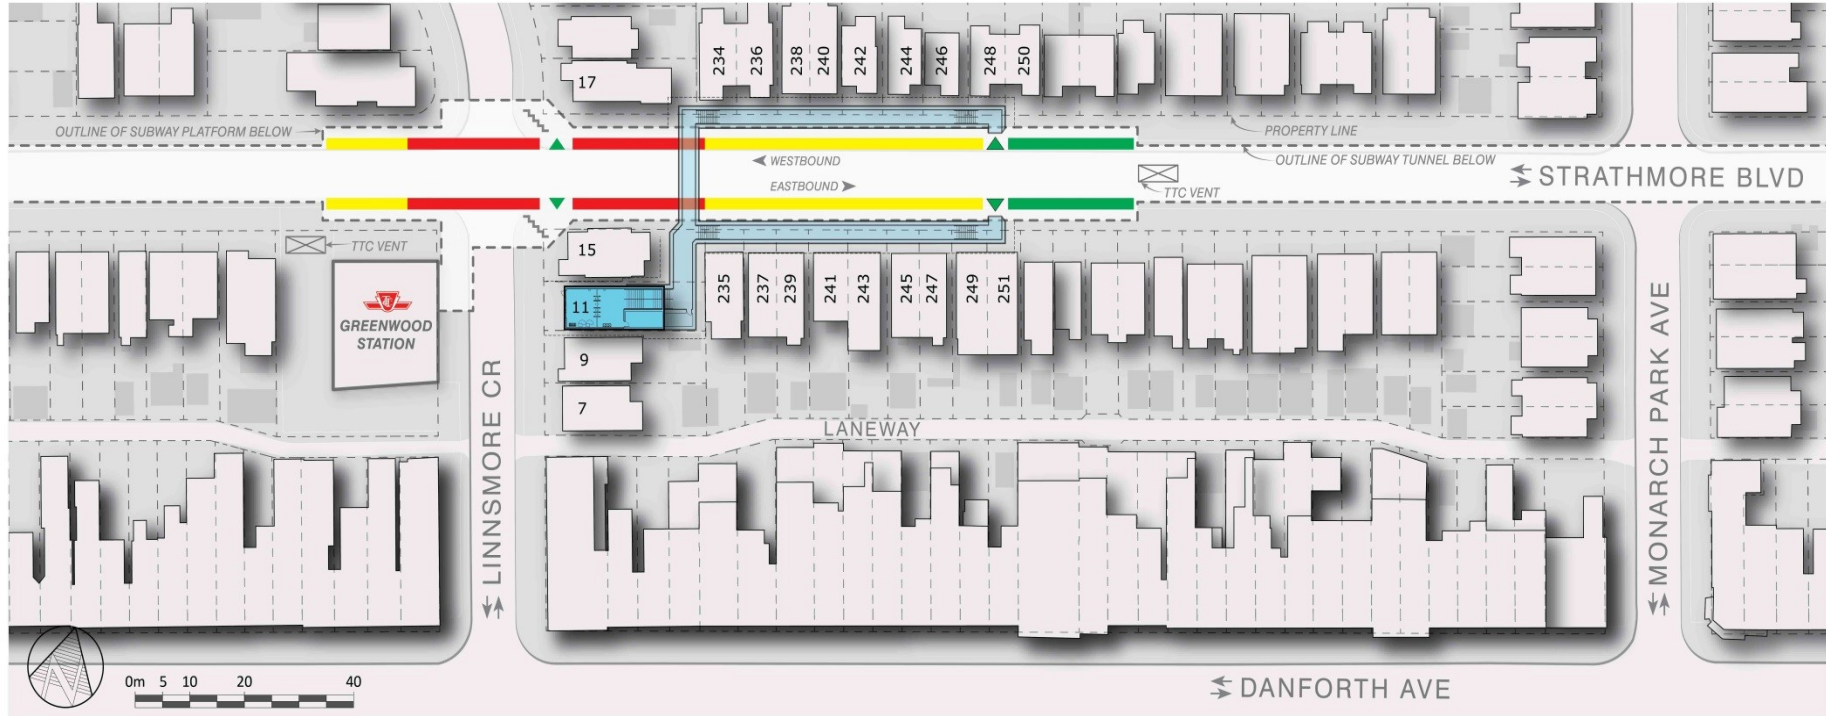 234
236
238
240
242
244
246
248
250
17
OUTLINE OF SUBWAY PLATFORM BELOW
PROPERTY LINE
WESTBOUND
OUTLINE OF SUBWAY TUNNEL BELOW
EASTBOUND
STRATHMORE BLVD
TTC VENT
TTC VENT
15
GREENWOOD
STATION
11
235
237
239
241
243
245
247
249
251
9
7
LINNSMORE CR
MONARCH PARK AVE
LANEWAY
0m 5 10 20 40
DANFORTH AVE